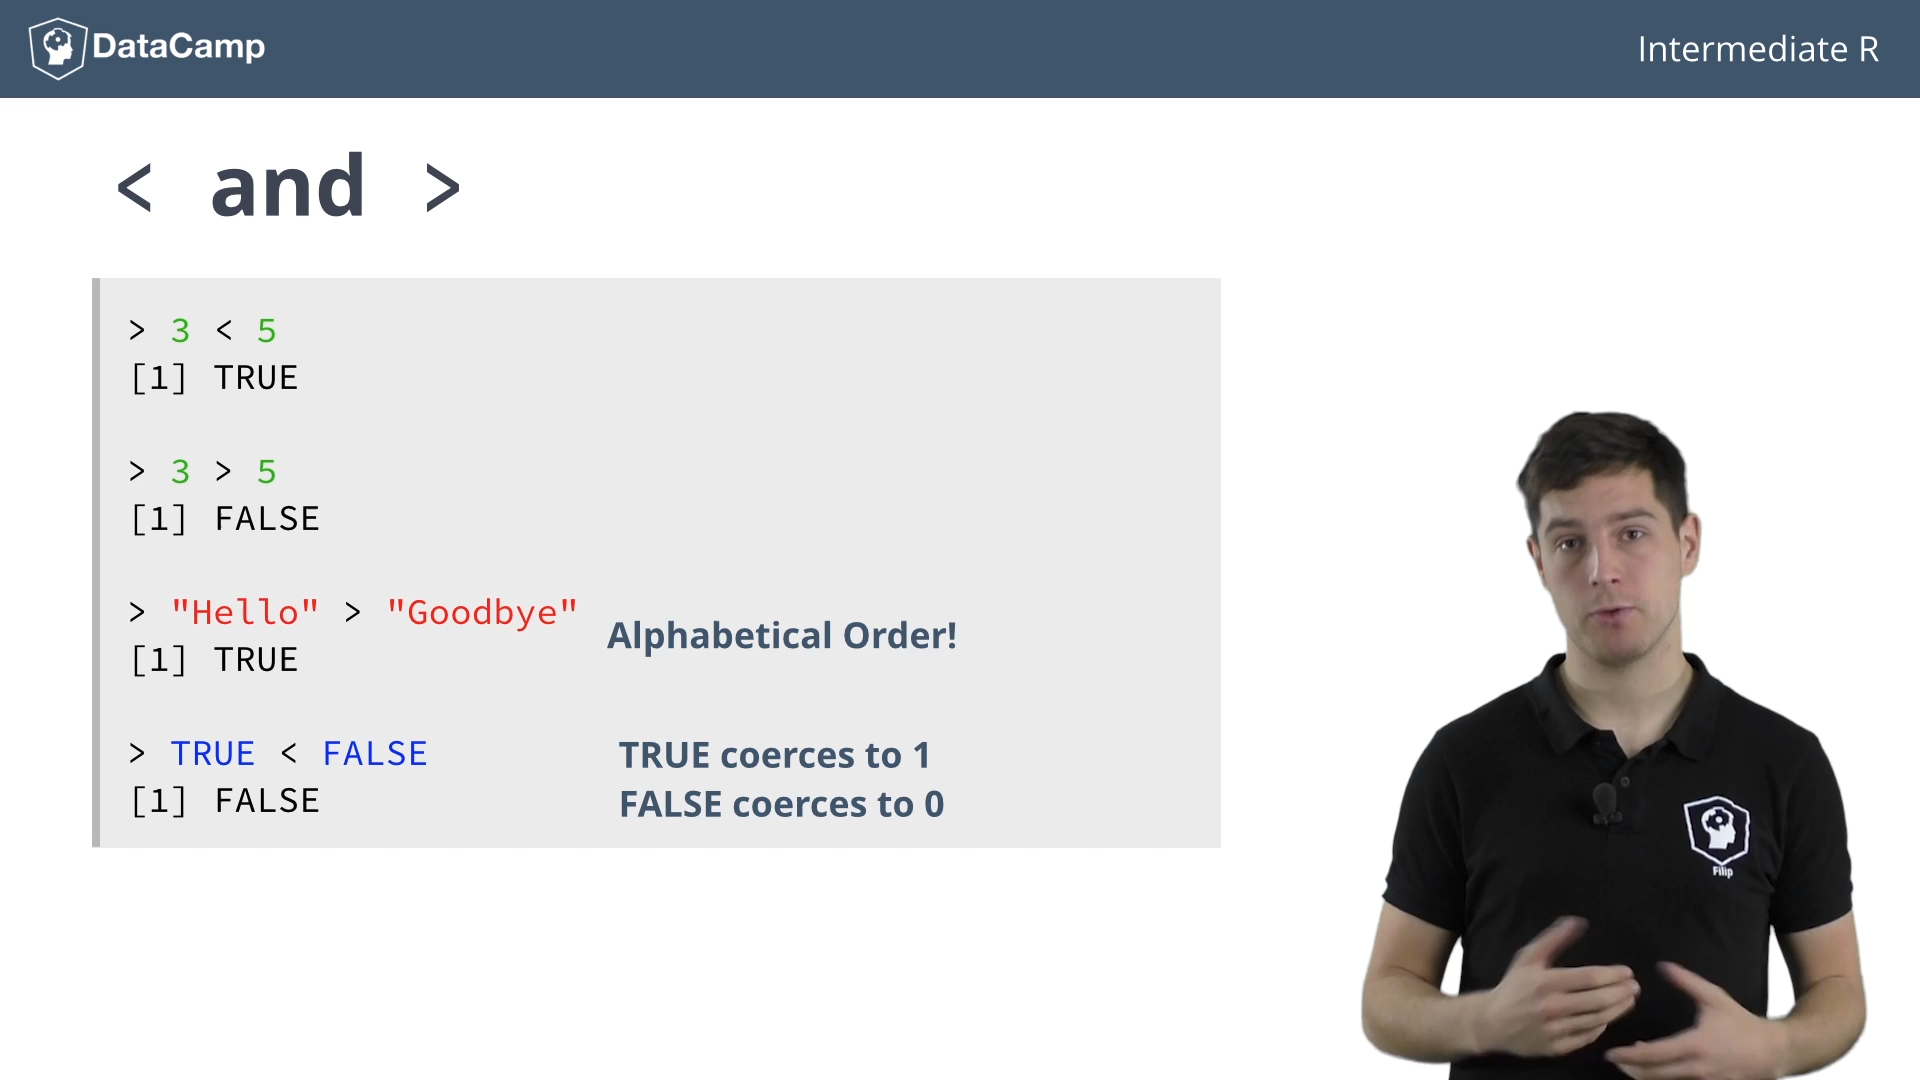 DataCamp
Intermediate R
< and >
> 3 < 5
[1] TRUE
> 3 > 5
[1] FALSE
> "Hello" > "Goodbye"
[1] TRUE
Alphabetical Order!
> TRUE < FALSE
[1] FALSE
TRUE coerces to 1
FALSE coerces to 0
Filip